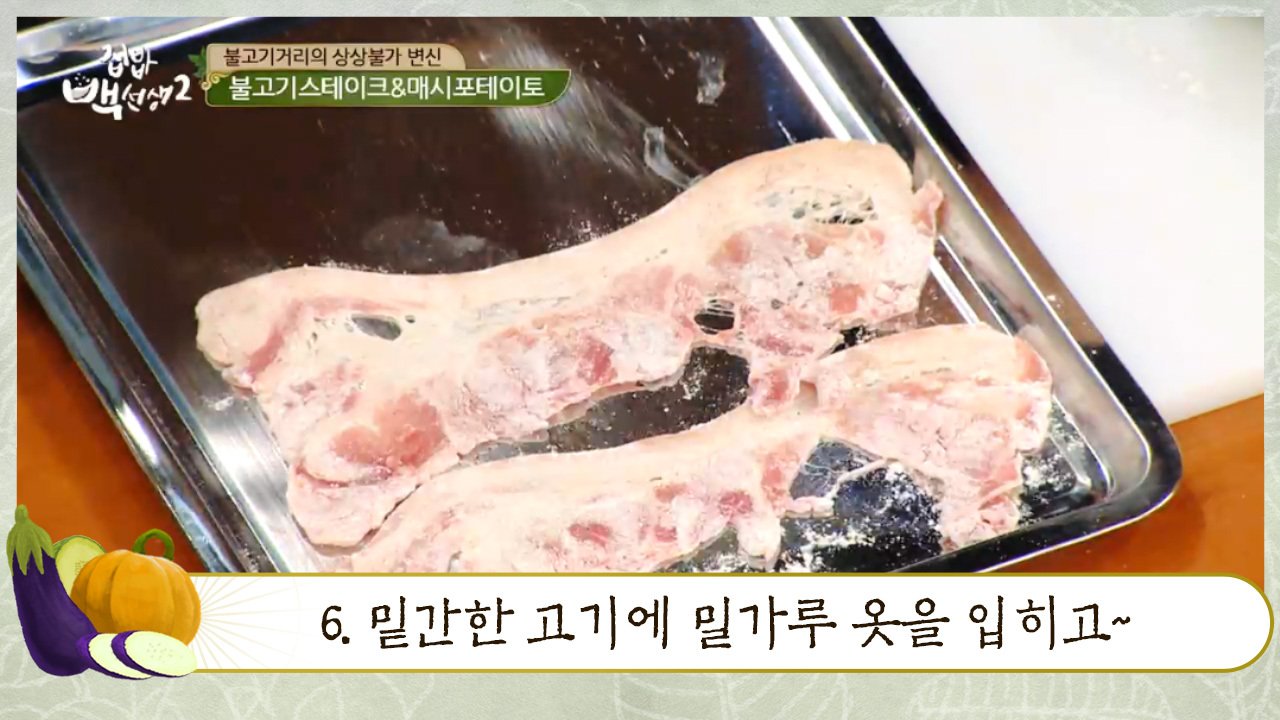 집밥
백선생2
불고기거리의 상상불가 변신
불고기스테이크&매시포테이토
6. 밑간한 고기에 밀가루 옷을 입히고~